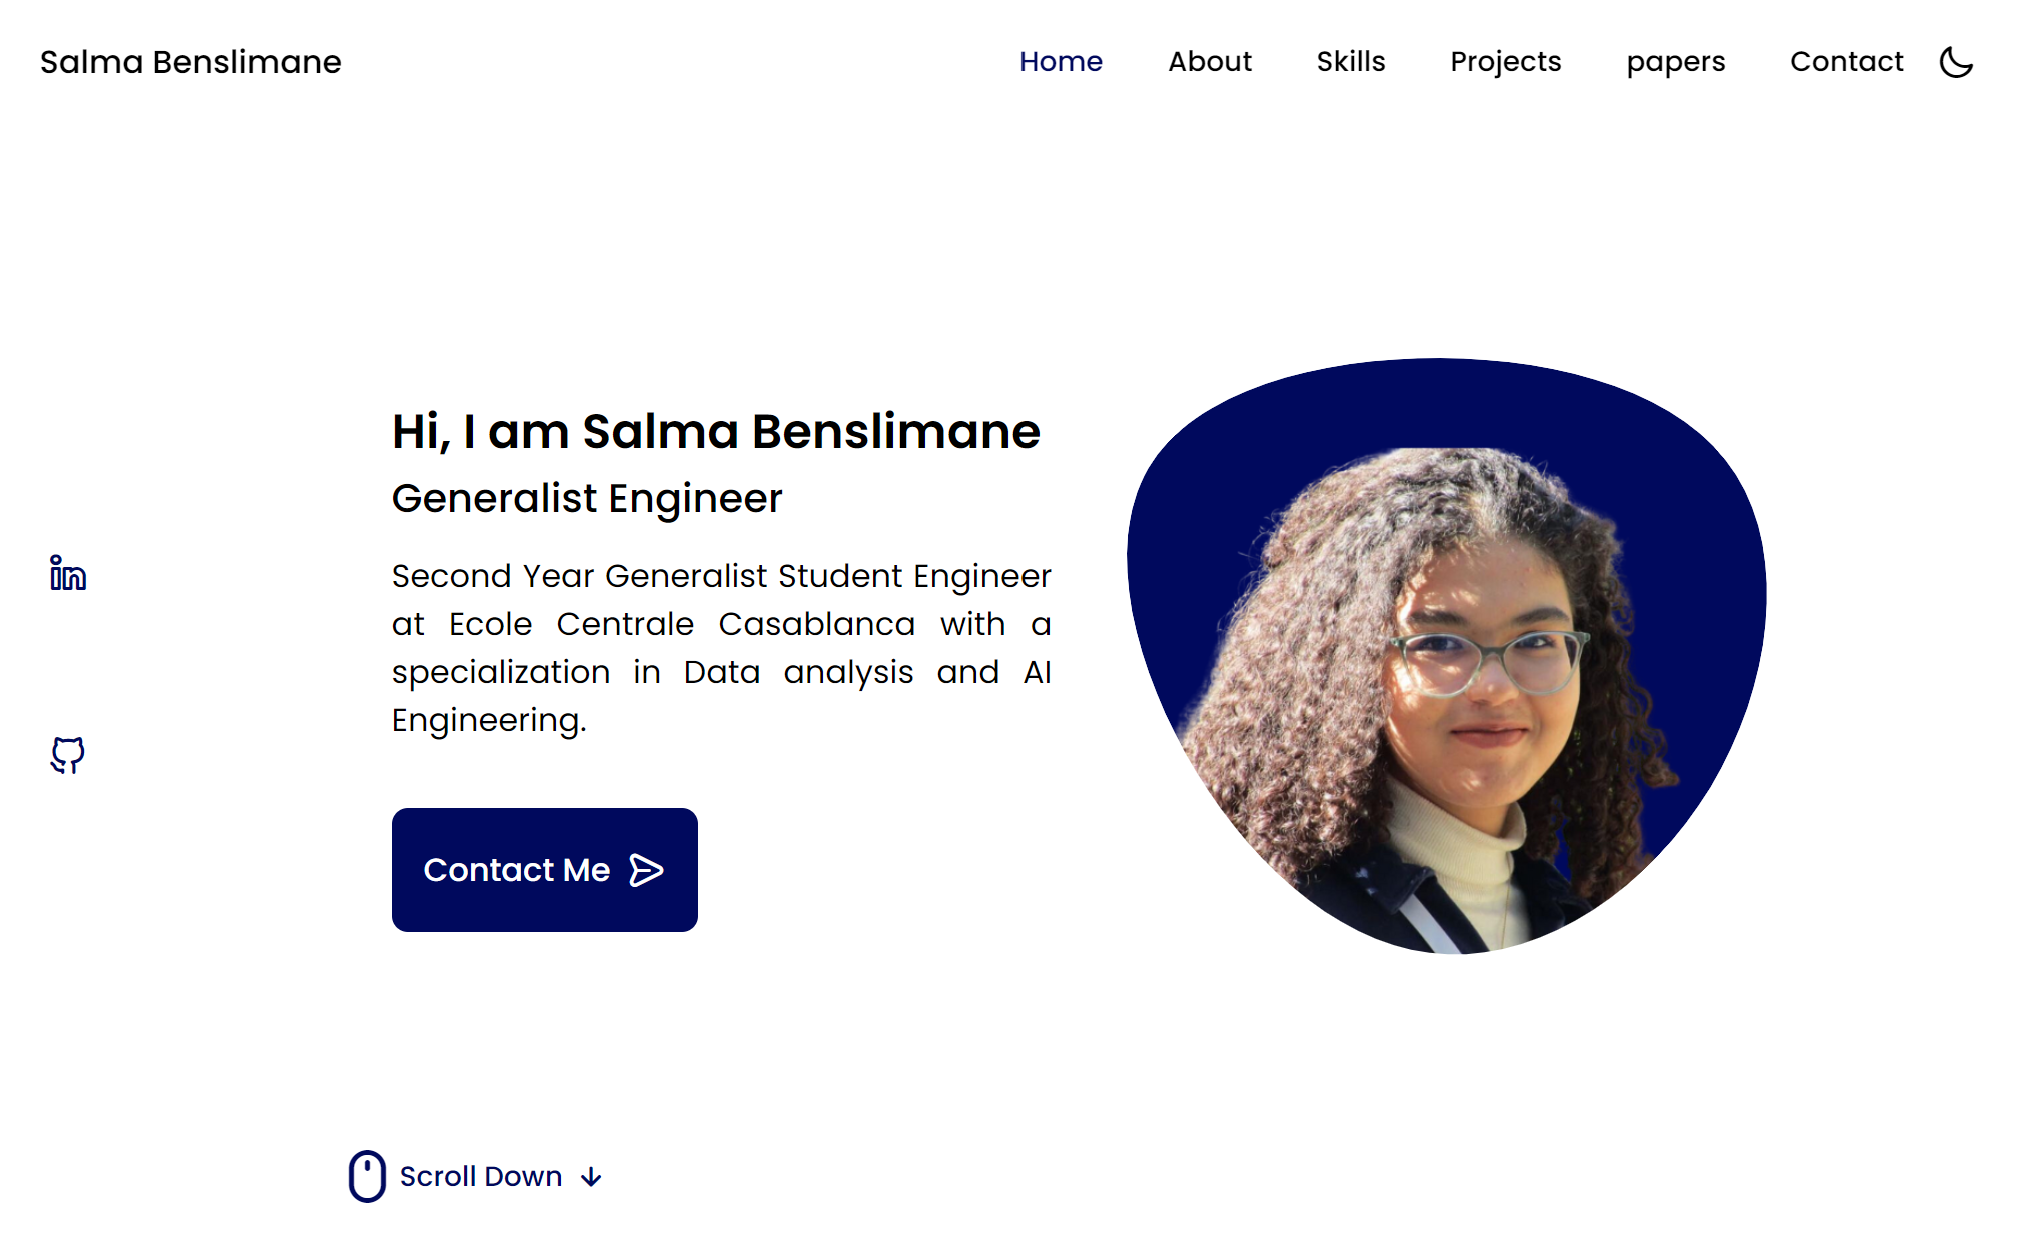 Salma Benslimane
Home About Skills Projects papers Contact
Hi, I am Salma Benslimane
Generalist Engineer
Second Year Generalist Student Engineer
at Ecole Centrale Casablanca with a
specialization in Data analysis and AI
Engineering.
Contact Me
Scroll Down